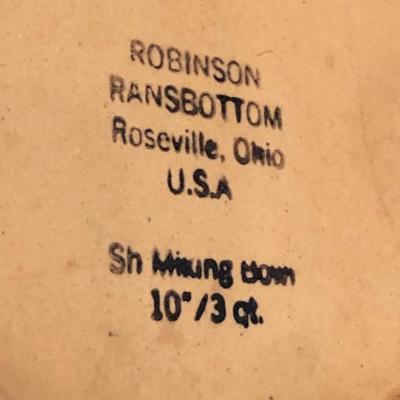 ROBINSON
RANSBOTTOM
Roseville, Ohio
U.S.A
Sh Mixing Bowl
10"/3 qt.